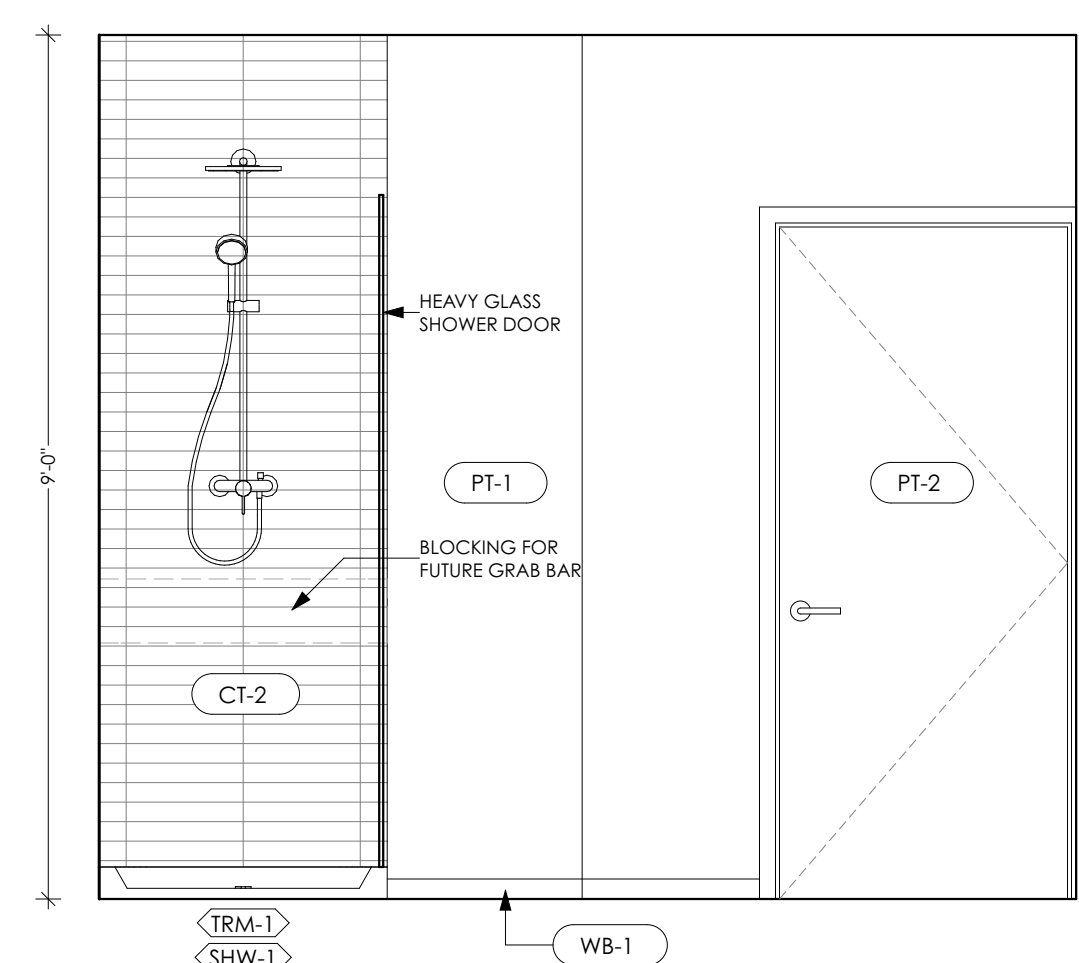 HEAVY GLASS
SHOWER DOOR
9'-0"
PT-1
PT-2
BLOCKING FOR
FUTURE GRAB BAR
CT-2
TRM-1
WB-1
SHW-1